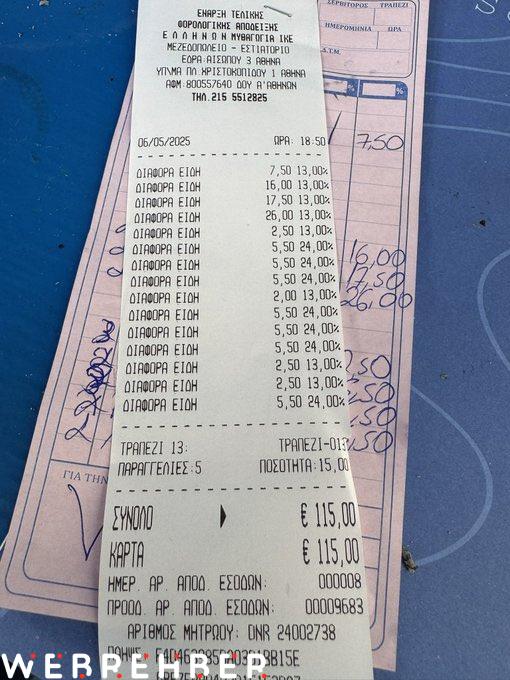 ΕΝΑΡΞΗ ΤΕΛΙΚΗΣ
ΦΟΡΟΛΟΓΙΚΗΣ ΑΠΟΔΕΙΞΗΣ
ΕΛΛΗΝΩΝ ΜΥΘΑΓΩΓΙΑ ΙΚΕ
ΜΕΖΕΔΟΠΩΛΕΙΟ - ΕΣΤΙΑΤΟΡΙΟ
ΕΔΡΑ:ΑΙΣΩΠΟΥ 3 ΑΘΗΝΑ
ΥΠ/ΜΑ ΠΛ.ΧΡΙΣΤΟΚΟΠΙΔΟΥ 1 ΑΘΗΝΑ
ΑΦΜ:800557640 ΔΟΥ Α'ΑΘΗΝΩΝ
ΤΗΛ.215 5512825
06/05/2025 ΩΡΑ: 18:50
ΔΙΑΦΟΡΑ ΕΙΔΗ 7,50 13,00%
ΔΙΑΦΟΡΑ ΕΙΔΗ 16,00 13,00%
ΔΙΑΦΟΡΑ ΕΙΔΗ 17,50 13,00%
ΔΙΑΦΟΡΑ ΕΙΔΗ 26,00 13,00%
ΔΙΑΦΟΡΑ ΕΙΔΗ 2,50 13,00%
ΔΙΑΦΟΡΑ ΕΙΔΗ 5,50 24,00%
ΔΙΑΦΟΡΑ ΕΙΔΗ 5,50 24,00%
ΔΙΑΦΟΡΑ ΕΙΔΗ 5,50 24,00%
ΔΙΑΦΟΡΑ ΕΙΔΗ 2,00 13,00%
ΔΙΑΦΟΡΑ ΕΙΔΗ 5,50 24,00%
ΔΙΑΦΟΡΑ ΕΙΔΗ 5,50 24,00%
ΔΙΑΦΟΡΑ ΕΙΔΗ 5,50 24,00%
ΔΙΑΦΟΡΑ ΕΙΔΗ 2,50 13,00%
ΔΙΑΦΟΡΑ ΕΙΔΗ 2,50 13,00%
ΔΙΑΦΟΡΑ ΕΙΔΗ 5,50 24,00%
ΤΡΑΠΕΖΙ 13: ΤΡΑΠΕΖΙ-013
ΠΑΡΑΓΓΕΛΙΕΣ:5 ΠΟΣΟΤΗΤΑ:15,00
ΣΥΝΟΛΟ € 115,00
ΚΑΡΤΑ € 115,00
ΗΜΕΡ. ΑΡ. ΑΠΟΔ. ΕΣΟΔΩΝ: 000008
ΠΡΟΟΔ. ΑΡ. ΑΠΟΔ. ΕΣΟΔΩΝ: 00009683
ΑΡΙΘΜΟΣ ΜΗΤΡΩΟΥ: DNR 24002738
ΣΕΡΒΙΤΟΡΟΣ ΤΡΑΠΕΖΙ
ΗΜΕΡΟΜΗΝΙΑ ΩΡΑ
% %
7,50
16,00
17,50
26,00
ΓΙΑ ΤΗΝ
WEBREHBER